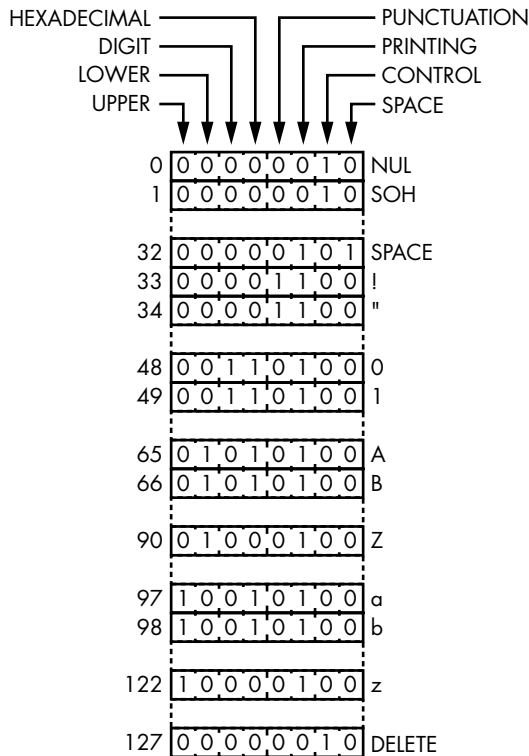 HEXADECIMAL PUNCTUATION
DIGIT PRINTING
LOWER CONTROL
UPPER SPACE
0 0 0 0 0 0 0 1 0 NUL
1 0 0 0 0 0 0 1 0 SOH
32 0 0 0 0 0 1 0 1 SPACE
33 0 0 0 0 1 1 0 0 !
34 0 0 0 0 1 1 0 0 "
48 0 0 1 1 0 1 0 0 0
49 0 0 1 1 0 1 0 0 1
65 0 1 0 1 0 1 0 0 A
66 0 1 0 1 0 1 0 0 B
90 0 1 0 0 0 1 0 0 Z
97 1 0 0 1 0 1 0 0 a
98 1 0 0 1 0 1 0 0 b
122 1 0 0 0 0 1 0 0 z
127 0 0 0 0 0 0 1 0 DELETE